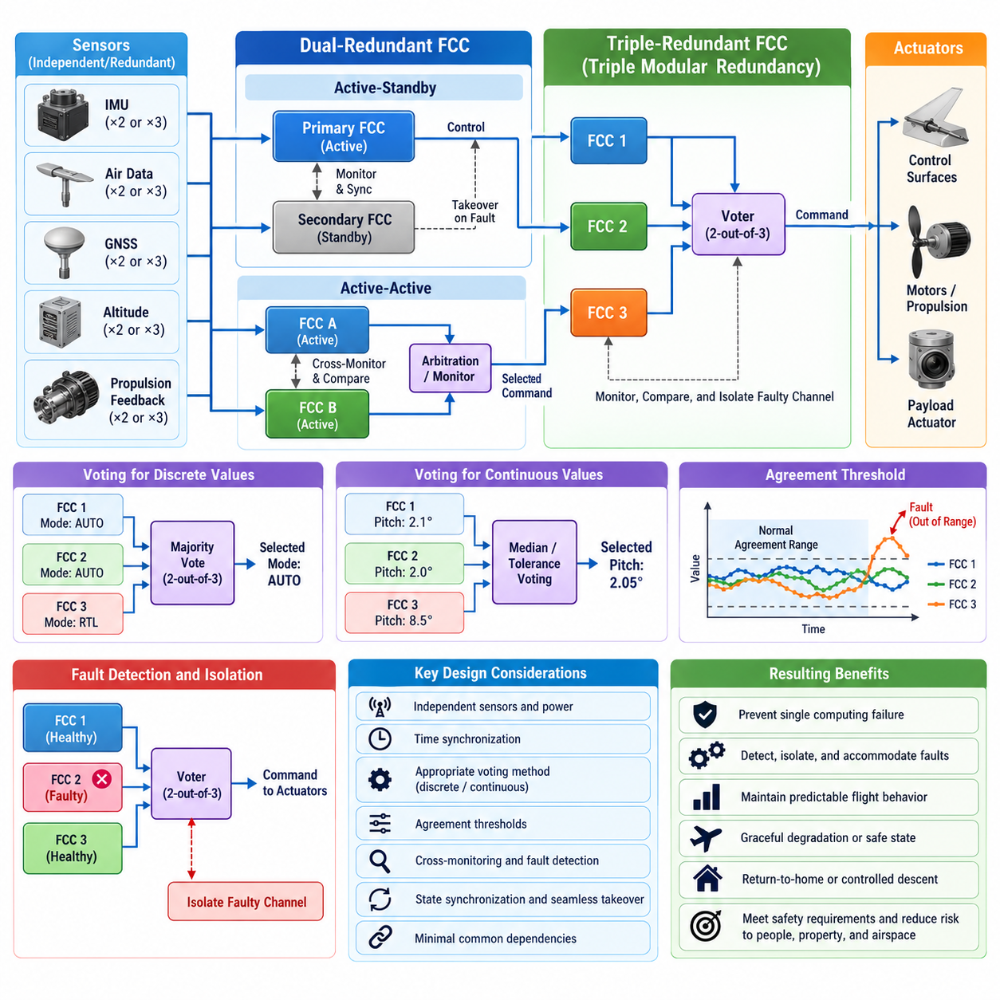 Sensors
(Independent/Redundant)
IMU
(×2 or ×3)
Air Data
(×2 or ×3)
GNSS
(×2 or ×3)
Altitude
(×2 or ×3)
Propulsion
Feedback
(×2 or ×3)
Dual-Redundant FCC
Active-Standby
Primary FCC
(Active)
Control
Monitor
& Sync
Takeover
on Fault
Secondary FCC
(Standby)
Active-Active
FCC A
(Active)
Cross-Monitor
& Compare
FCC B
(Active)
Arbitration
/ Monitor
Selected
Command
Triple-Redundant FCC
(Triple Modular Redundancy)
FCC 1
FCC 2
FCC 3
Voter
(2-out-of-3)
Command
Monitor, Compare, and Isolate Faulty Channel
Actuators
Control
Surfaces
Motors /
Propulsion
Payload
Actuator
Voting for Discrete Values
FCC 1
Mode: AUTO
FCC 2
Mode: AUTO
FCC 3
Mode: RTL
Majority
Vote
(2-out-of-3)
Selected
Mode:
AUTO
Voting for Continuous Values
FCC 1
Pitch: 2.1°
FCC 2
Pitch: 2.0°
FCC 3
Pitch: 8.5°
Median /
Tolerance
Voting
Selected
Pitch:
2.05°
Agreement Threshold
Fault
(Out of Range)
Normal
Agreement Range
Value
Time
FCC 1
FCC 2
FCC 3
Fault Detection and Isolation
FCC 1
(Healthy)
FCC 2
(Faulty)
FCC 3
(Healthy)
Voter
(2-out-of-3)
Command
to Actuators
Isolate Faulty Channel
Key Design Considerations
Independent sensors and power
Time synchronization
Appropriate voting method
(discrete / continuous)
Agreement thresholds
Cross-monitoring and fault detection
State synchronization and seamless takeover
Minimal common dependencies
Resulting Benefits
Prevent single computing failure
Detect, isolate, and accommodate faults
Maintain predictable flight behavior
Graceful degradation or safe state
Return-to-home or controlled descent
Meet safety requirements and reduce risk
to people, property, and airspace